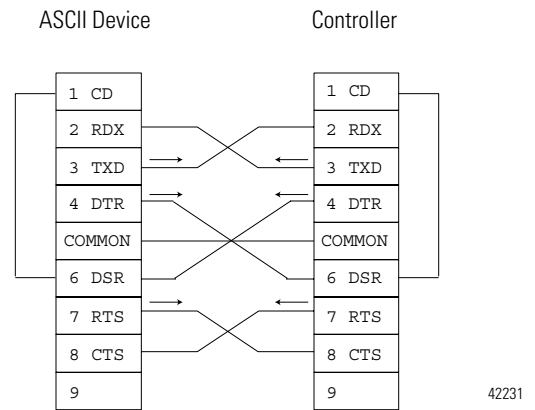 ASCII Device Controller
1 CD 1 CD
2 RDX 2 RDX
3 TXD 3 TXD
4 DTR 4 DTR
COMMON COMMON
6 DSR 6 DSR
7 RTS 7 RTS
8 CTS 8 CTS
9 9 42231